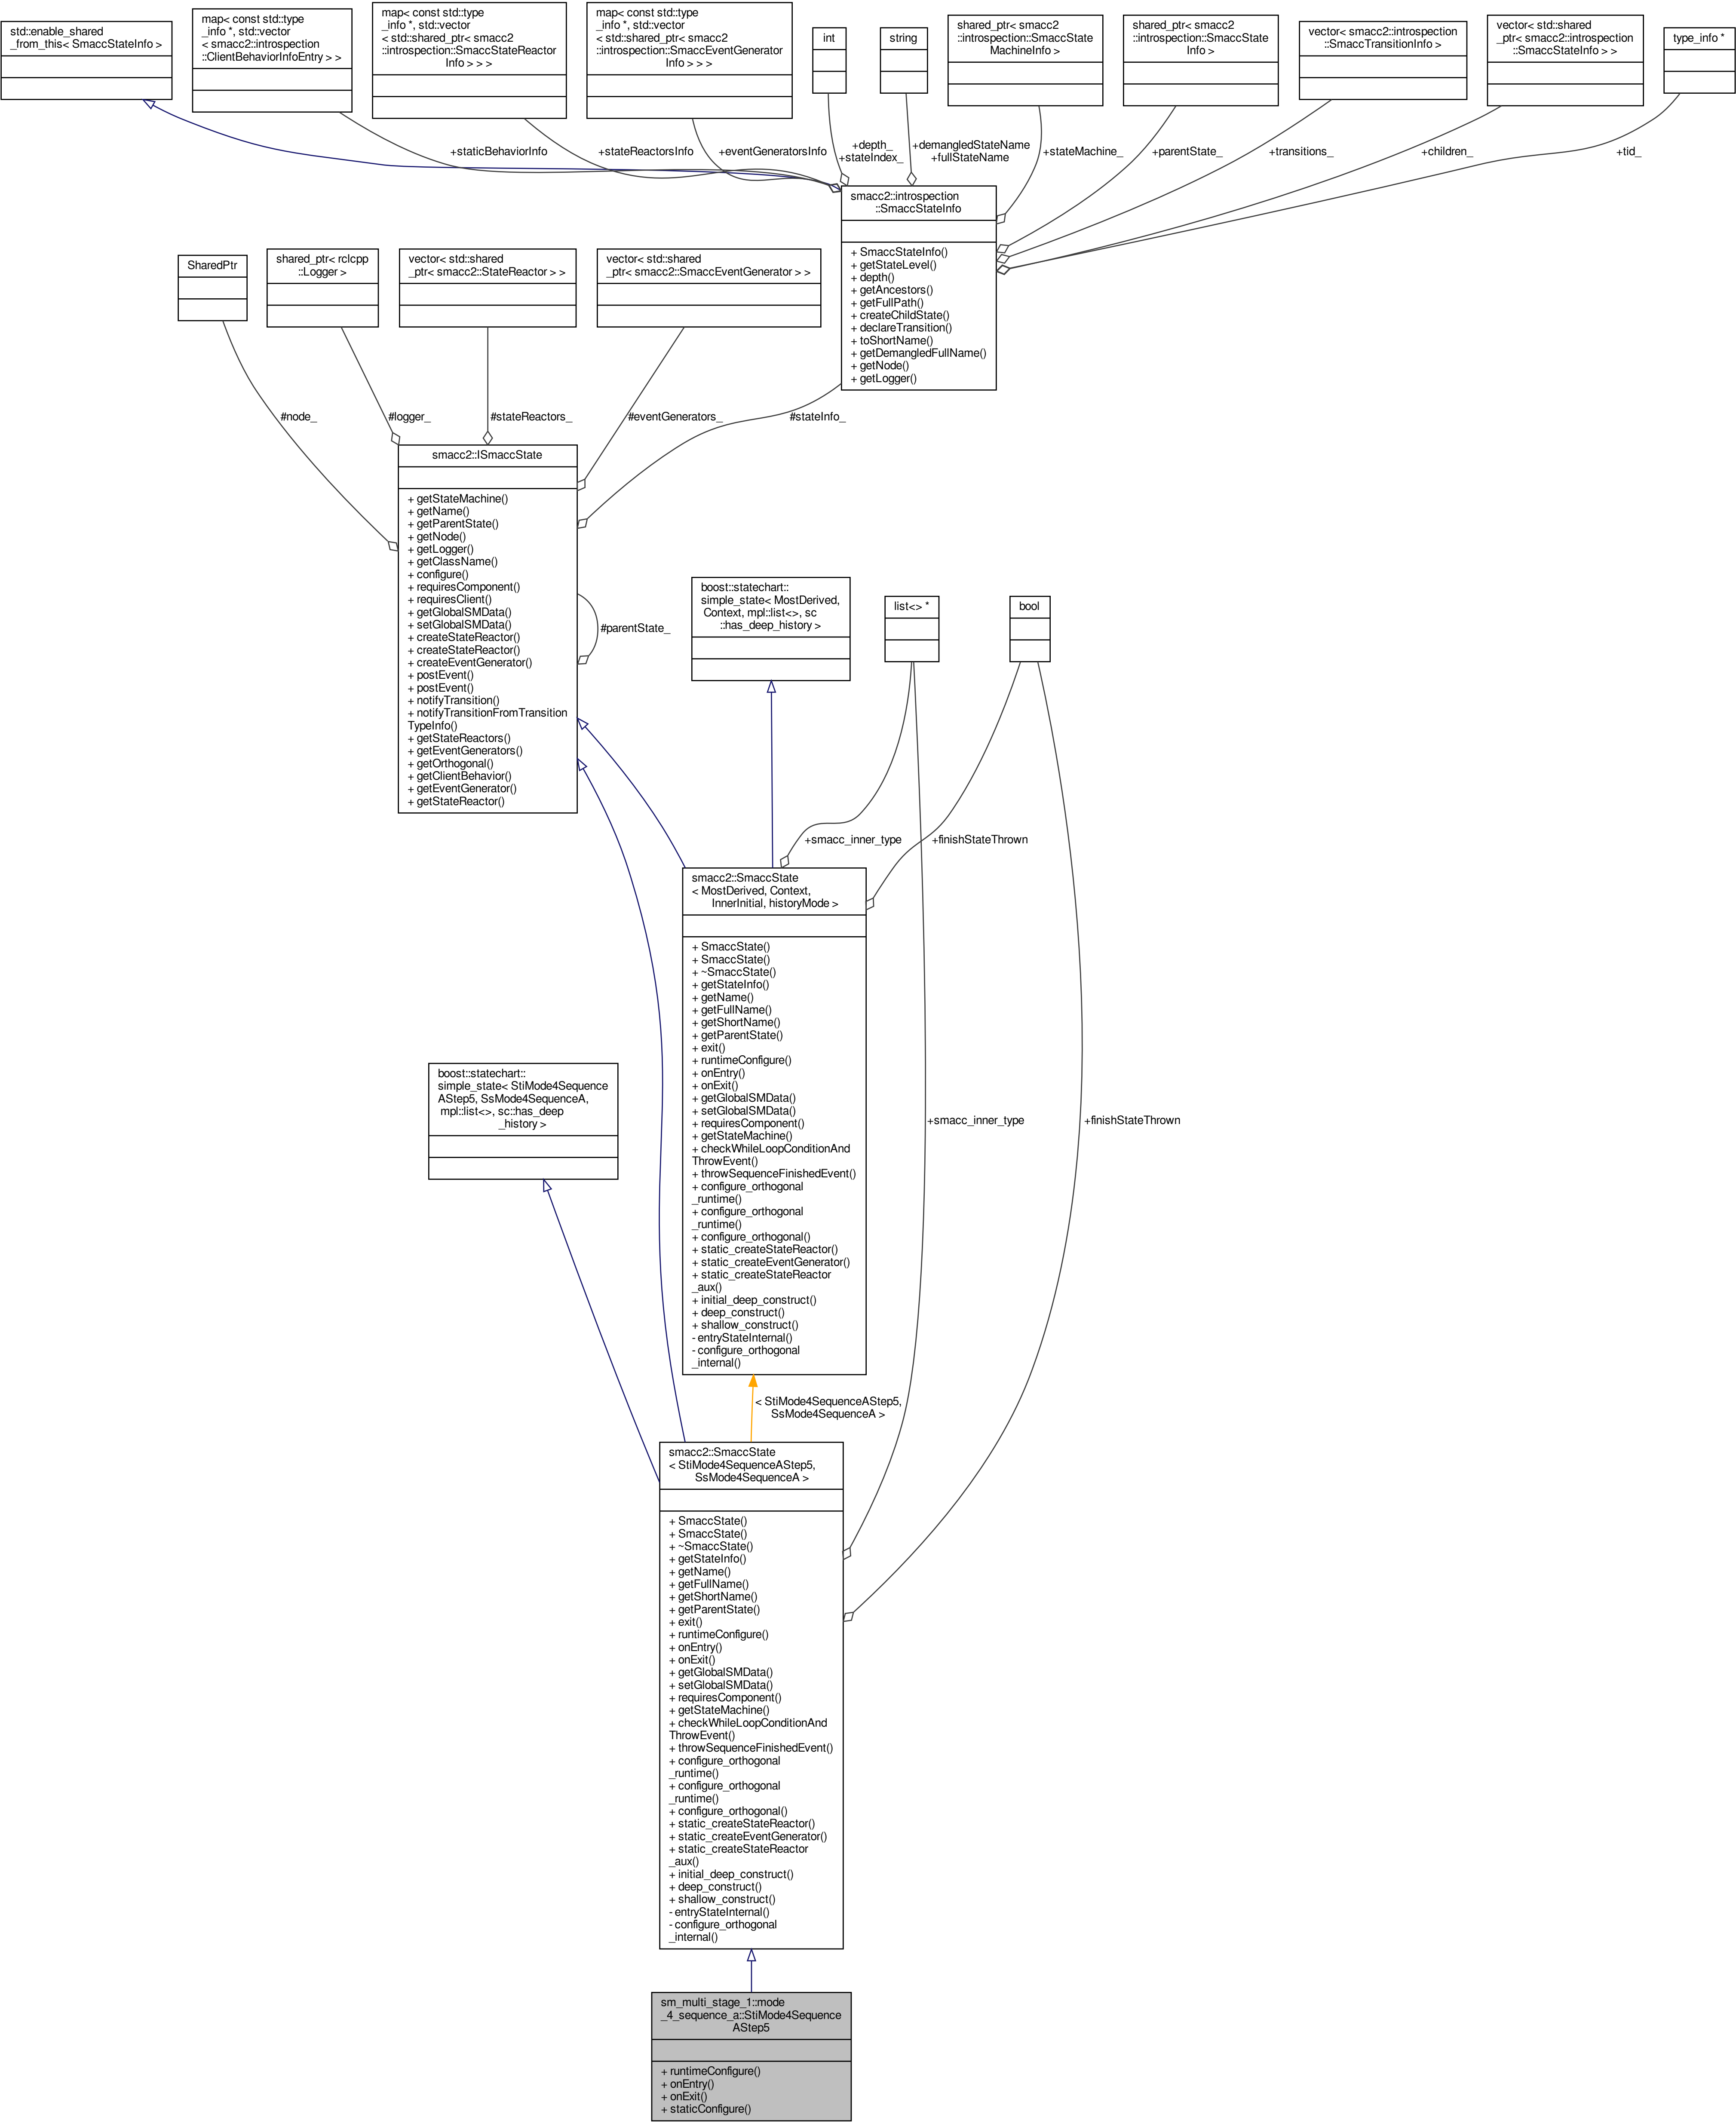 std::enable_shared
_from_this< SmaccStateInfo >
map< const std::type
_info *, std::vector
< smacc2::introspection
::ClientBehaviorInfoEntry > >
map< const std::type
_info *, std::vector
< std::shared_ptr< smacc2
::introspection::SmaccStateReactor
Info > > >
map< const std::type
_info *, std::vector
< std::shared_ptr< smacc2
::introspection::SmaccEventGenerator
Info > > >
int
string
shared_ptr< smacc2
::introspection::SmaccState
MachineInfo >
shared_ptr< smacc2
::introspection::SmaccState
Info >
vector< smacc2::introspection
::SmaccTransitionInfo >
vector< std::shared
_ptr< smacc2::introspection
::SmaccStateInfo > >
type_info *
+staticBehaviorInfo
+stateReactorsInfo
+eventGeneratorsInfo
+depth_
+stateIndex_
+demangledStateName
+fullStateName
+stateMachine_
+parentState_
+transitions_
+children_
+tid_
smacc2::introspection
::SmaccStateInfo
+ SmaccStateInfo()
+ getStateLevel()
+ depth()
+ getAncestors()
+ getFullPath()
+ createChildState()
+ declareTransition()
+ toShortName()
+ getDemangledFullName()
+ getNode()
+ getLogger()
SharedPtr
shared_ptr< rclcpp
::Logger >
vector< std::shared
_ptr< smacc2::StateReactor > >
vector< std::shared
_ptr< smacc2::SmaccEventGenerator > >
#node_
#logger_
#stateReactors_
#eventGenerators_
#stateInfo_
smacc2::ISmaccState
+ getStateMachine()
+ getName()
+ getParentState()
+ getNode()
+ getLogger()
+ getClassName()
+ configure()
+ requiresComponent()
+ requiresClient()
+ getGlobalSMData()
+ setGlobalSMData()
+ createStateReactor()
+ createStateReactor()
+ createEventGenerator()
+ postEvent()
+ postEvent()
+ notifyTransition()
+ notifyTransitionFromTransition
TypeInfo()
+ getStateReactors()
+ getEventGenerators()
+ getOrthogonal()
+ getClientBehavior()
+ getEventGenerator()
+ getStateReactor()
#parentState_
boost::statechart::
simple_state< MostDerived,
Context, mpl::list<>, sc
::has_deep_history >
list<> *
bool
+smacc_inner_type
+finishStateThrown
smacc2::SmaccState
< MostDerived, Context,
InnerInitial, historyMode >
+ SmaccState()
+ SmaccState()
+ ~SmaccState()
+ getStateInfo()
+ getName()
+ getFullName()
+ getShortName()
+ getParentState()
+ exit()
+ runtimeConfigure()
+ onEntry()
+ onExit()
+ getGlobalSMData()
+ setGlobalSMData()
+ requiresComponent()
+ getStateMachine()
+ checkWhileLoopConditionAnd
ThrowEvent()
+ throwSequenceFinishedEvent()
+ configure_orthogonal
_runtime()
+ configure_orthogonal
_runtime()
+ configure_orthogonal()
+ static_createStateReactor()
+ static_createEventGenerator()
+ static_createStateReactor
_aux()
+ initial_deep_construct()
+ deep_construct()
+ shallow_construct()
- entryStateInternal()
- configure_orthogonal
_internal()
boost::statechart::
simple_state< StiMode4Sequence
AStep5, SsMode4SequenceA,
mpl::list<>, sc::has_deep
_history >
+smacc_inner_type
+finishStateThrown
< StiMode4SequenceAStep5,
SsMode4SequenceA >
smacc2::SmaccState
< StiMode4SequenceAStep5,
SsMode4SequenceA >
+ SmaccState()
+ SmaccState()
+ ~SmaccState()
+ getStateInfo()
+ getName()
+ getFullName()
+ getShortName()
+ getParentState()
+ exit()
+ runtimeConfigure()
+ onEntry()
+ onExit()
+ getGlobalSMData()
+ setGlobalSMData()
+ requiresComponent()
+ getStateMachine()
+ checkWhileLoopConditionAnd
ThrowEvent()
+ throwSequenceFinishedEvent()
+ configure_orthogonal
_runtime()
+ configure_orthogonal
_runtime()
+ configure_orthogonal()
+ static_createStateReactor()
+ static_createEventGenerator()
+ static_createStateReactor
_aux()
+ initial_deep_construct()
+ deep_construct()
+ shallow_construct()
- entryStateInternal()
- configure_orthogonal
_internal()
sm_multi_stage_1::mode
_4_sequence_a::StiMode4Sequence
AStep5
+ runtimeConfigure()
+ onEntry()
+ onExit()
+ staticConfigure()